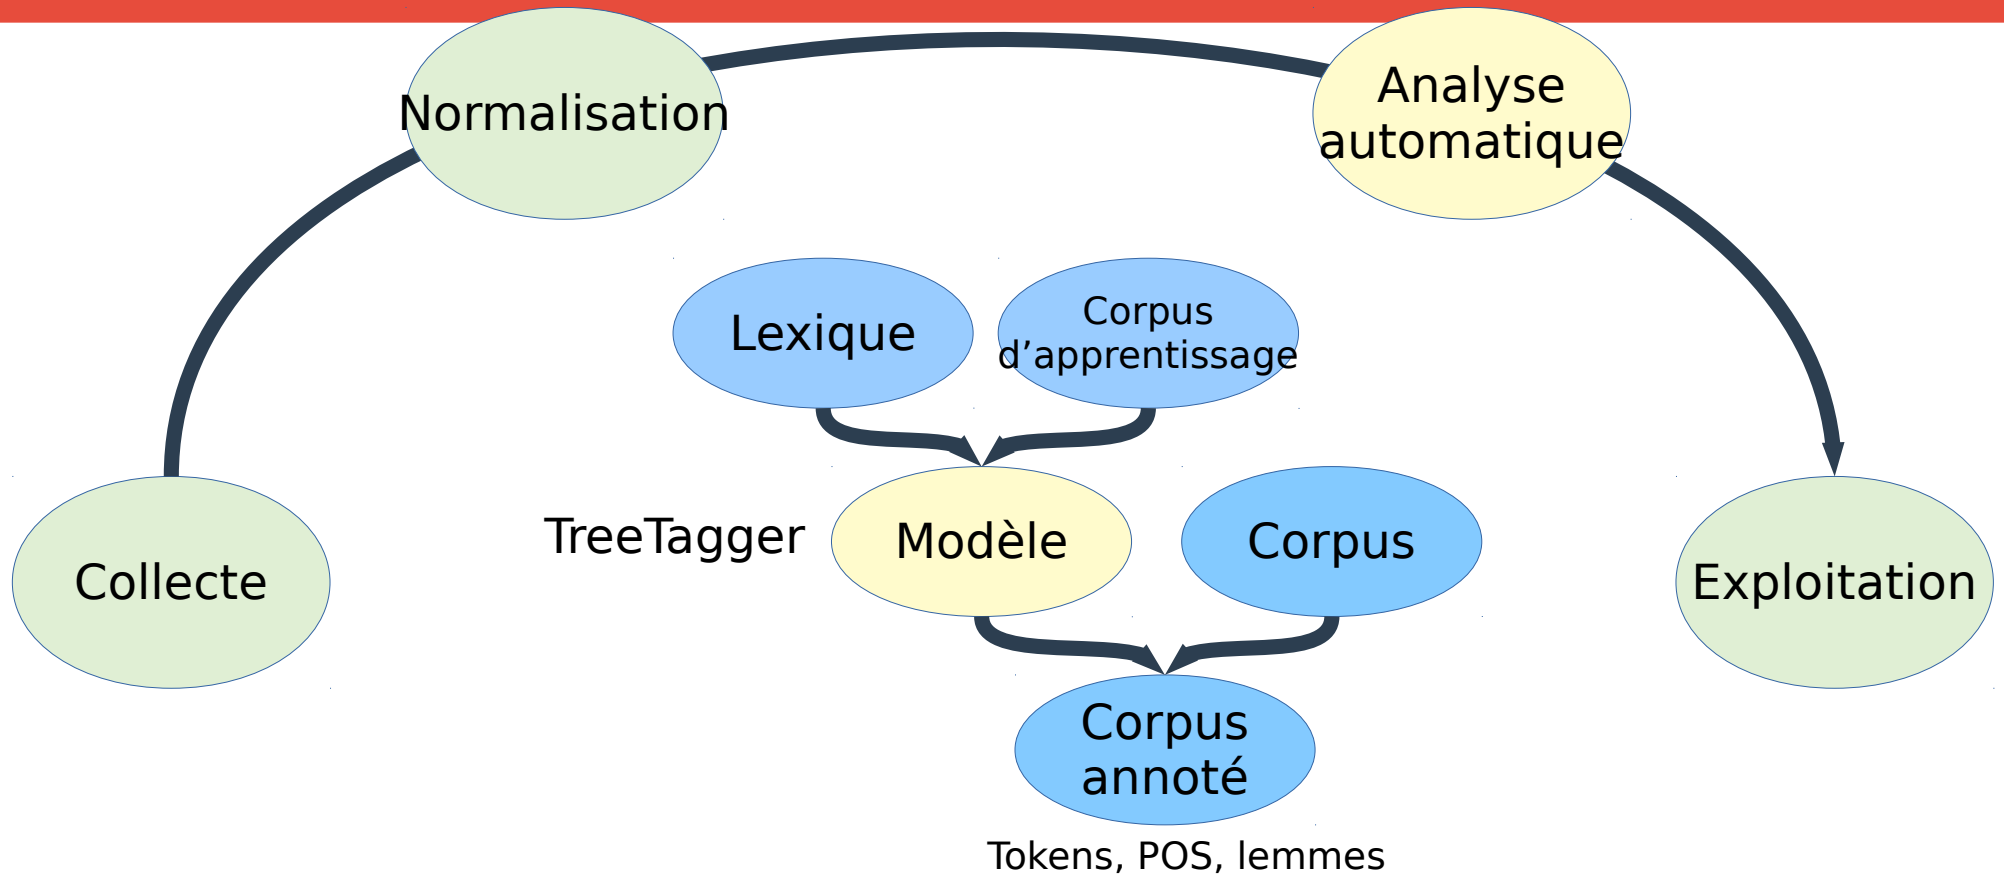 Normalisation
Analyse
automatique
Lexique
Corpus
d’apprentissage
TreeTagger
Modèle
Corpus
Collecte
Exploitation
Corpus
annoté
Tokens, POS, lemmes